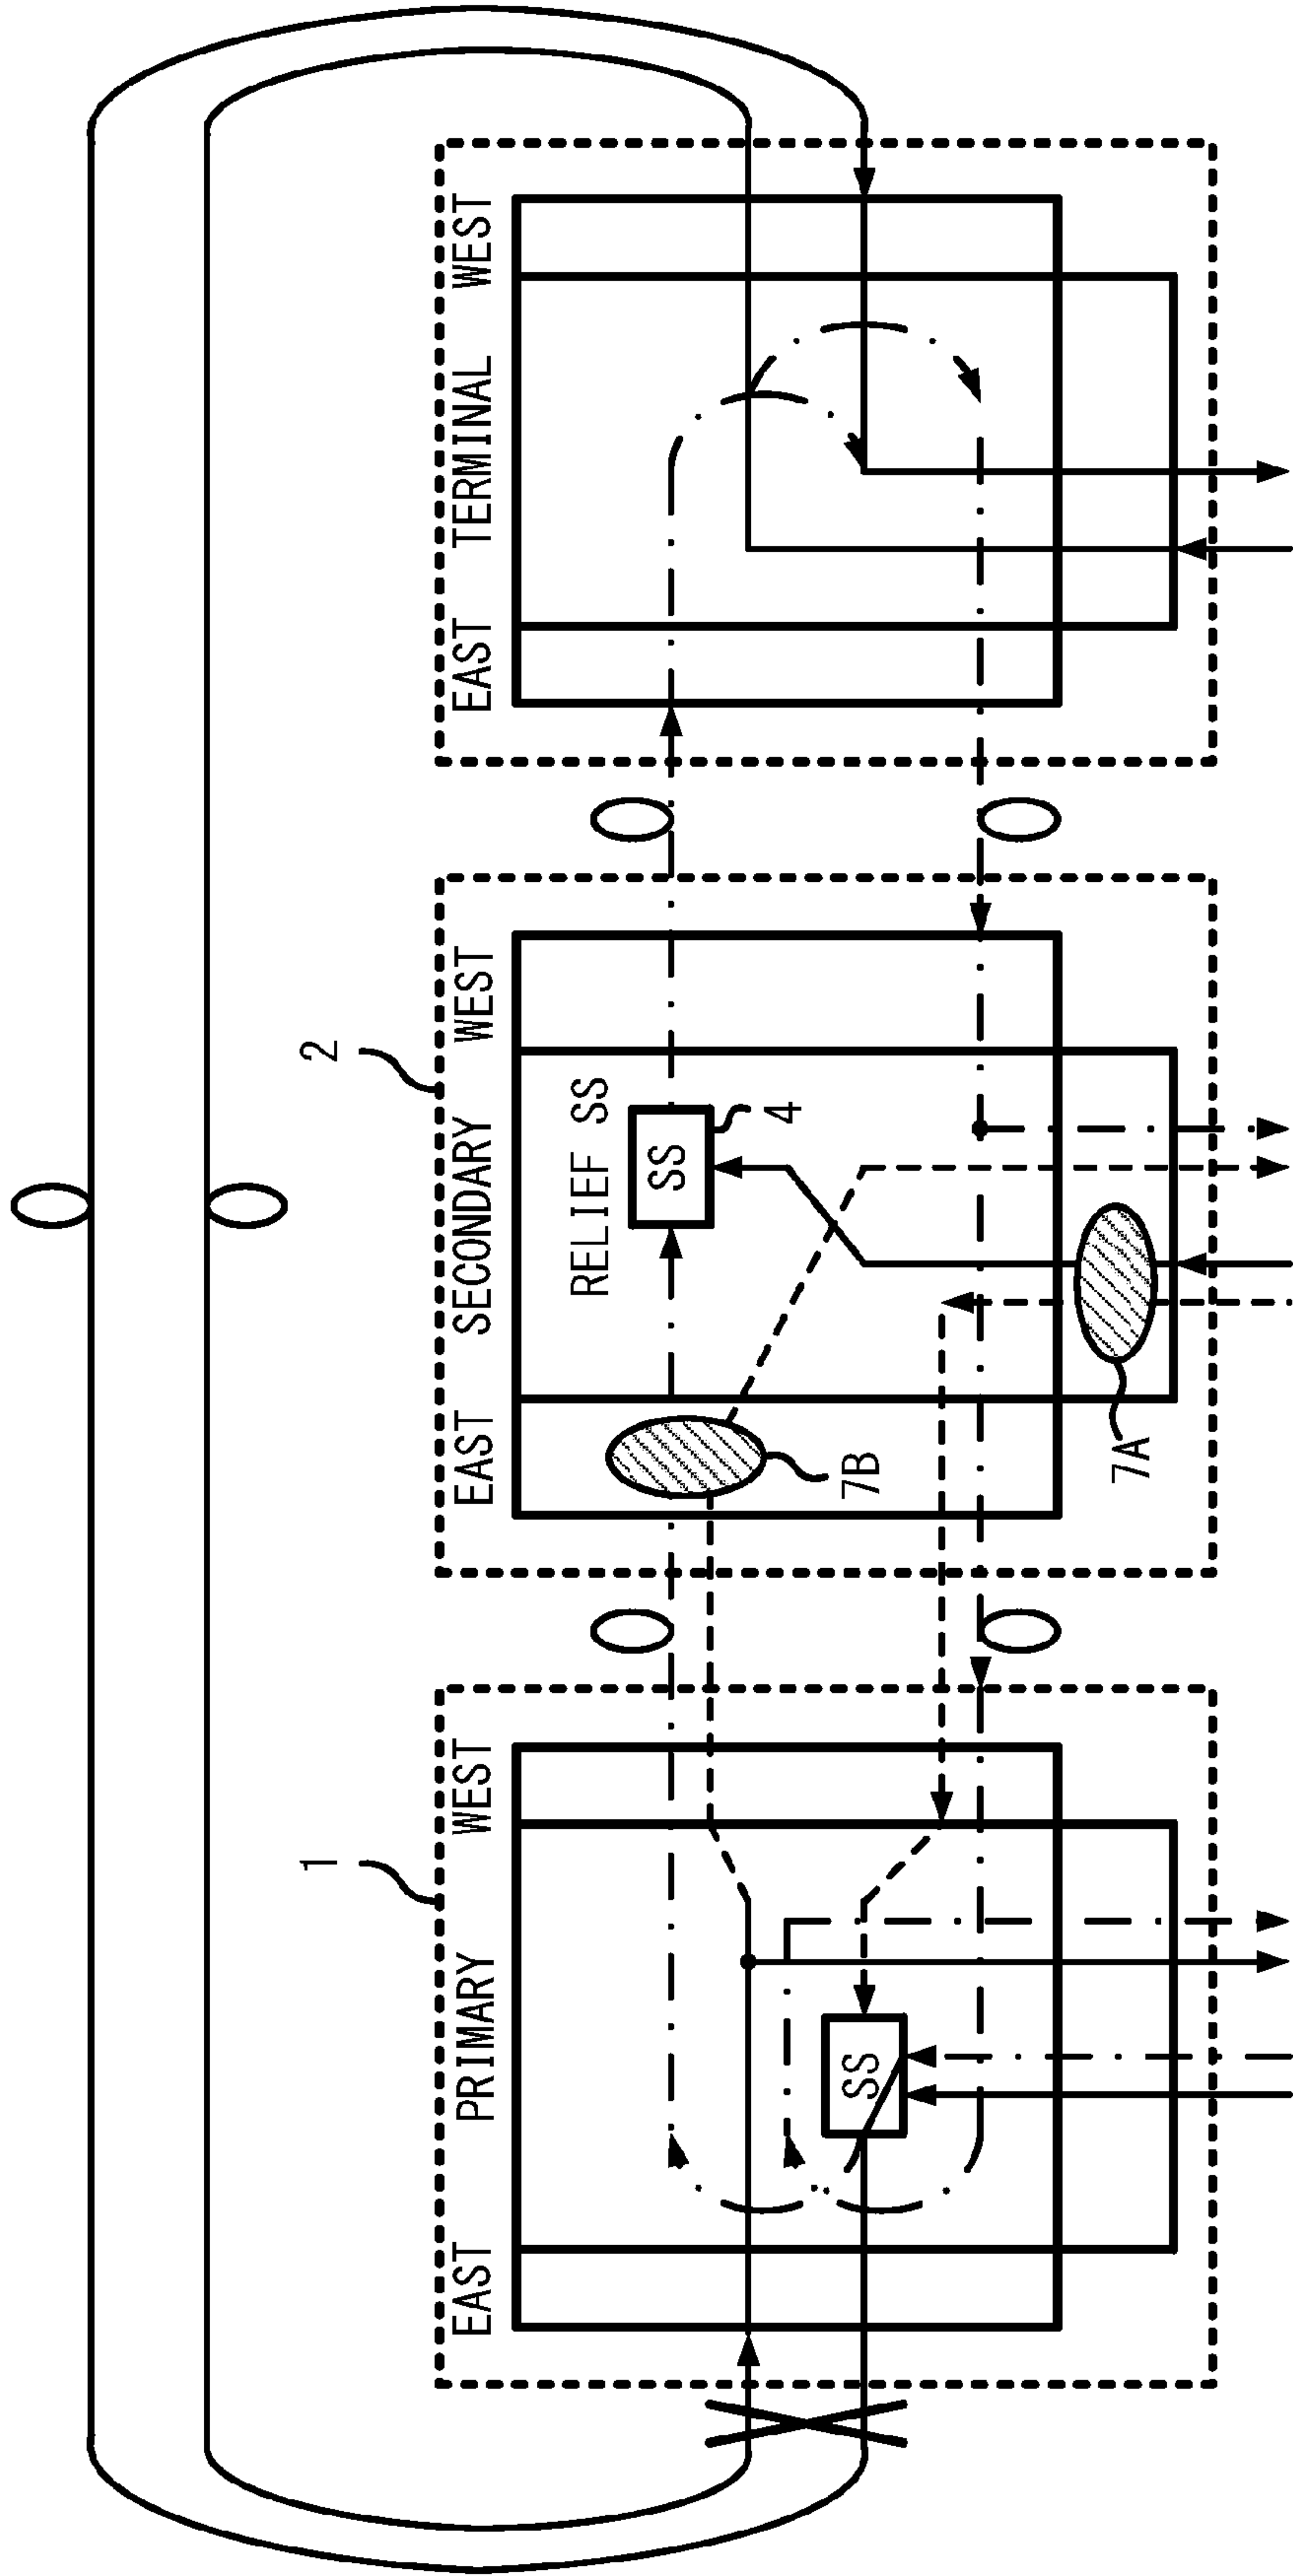 2
1
EAST PRIMARY WEST
EAST SECONDARY WEST
EAST TERMINAL WEST
RELIEF SS
SS
4
7B
SS
7A